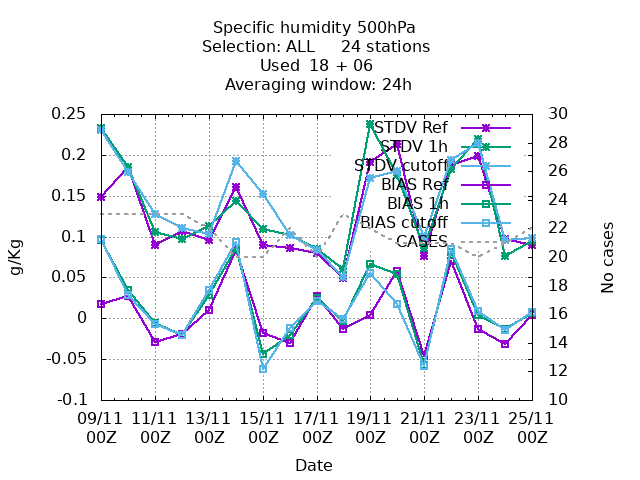 Specific humidity 500hPa
Selection: ALL 24 stations
Used 18 + 06
Averaging window: 24h
STDV Ref
STDV 1h
STDV cutoff
BIAS Ref
BIAS 1h
BIAS cutoff
CASES
g/Kg
0.25
0.2
0.15
0.1
0.05
0
-0.05
-0.1
30
28
26
24
22
20
18
16
14
12
10
No cases
09/11 11/11 13/11 15/11 17/11 19/11 21/11 23/11 25/11
00Z 00Z 00Z 00Z 00Z 00Z 00Z 00Z 00Z
Date